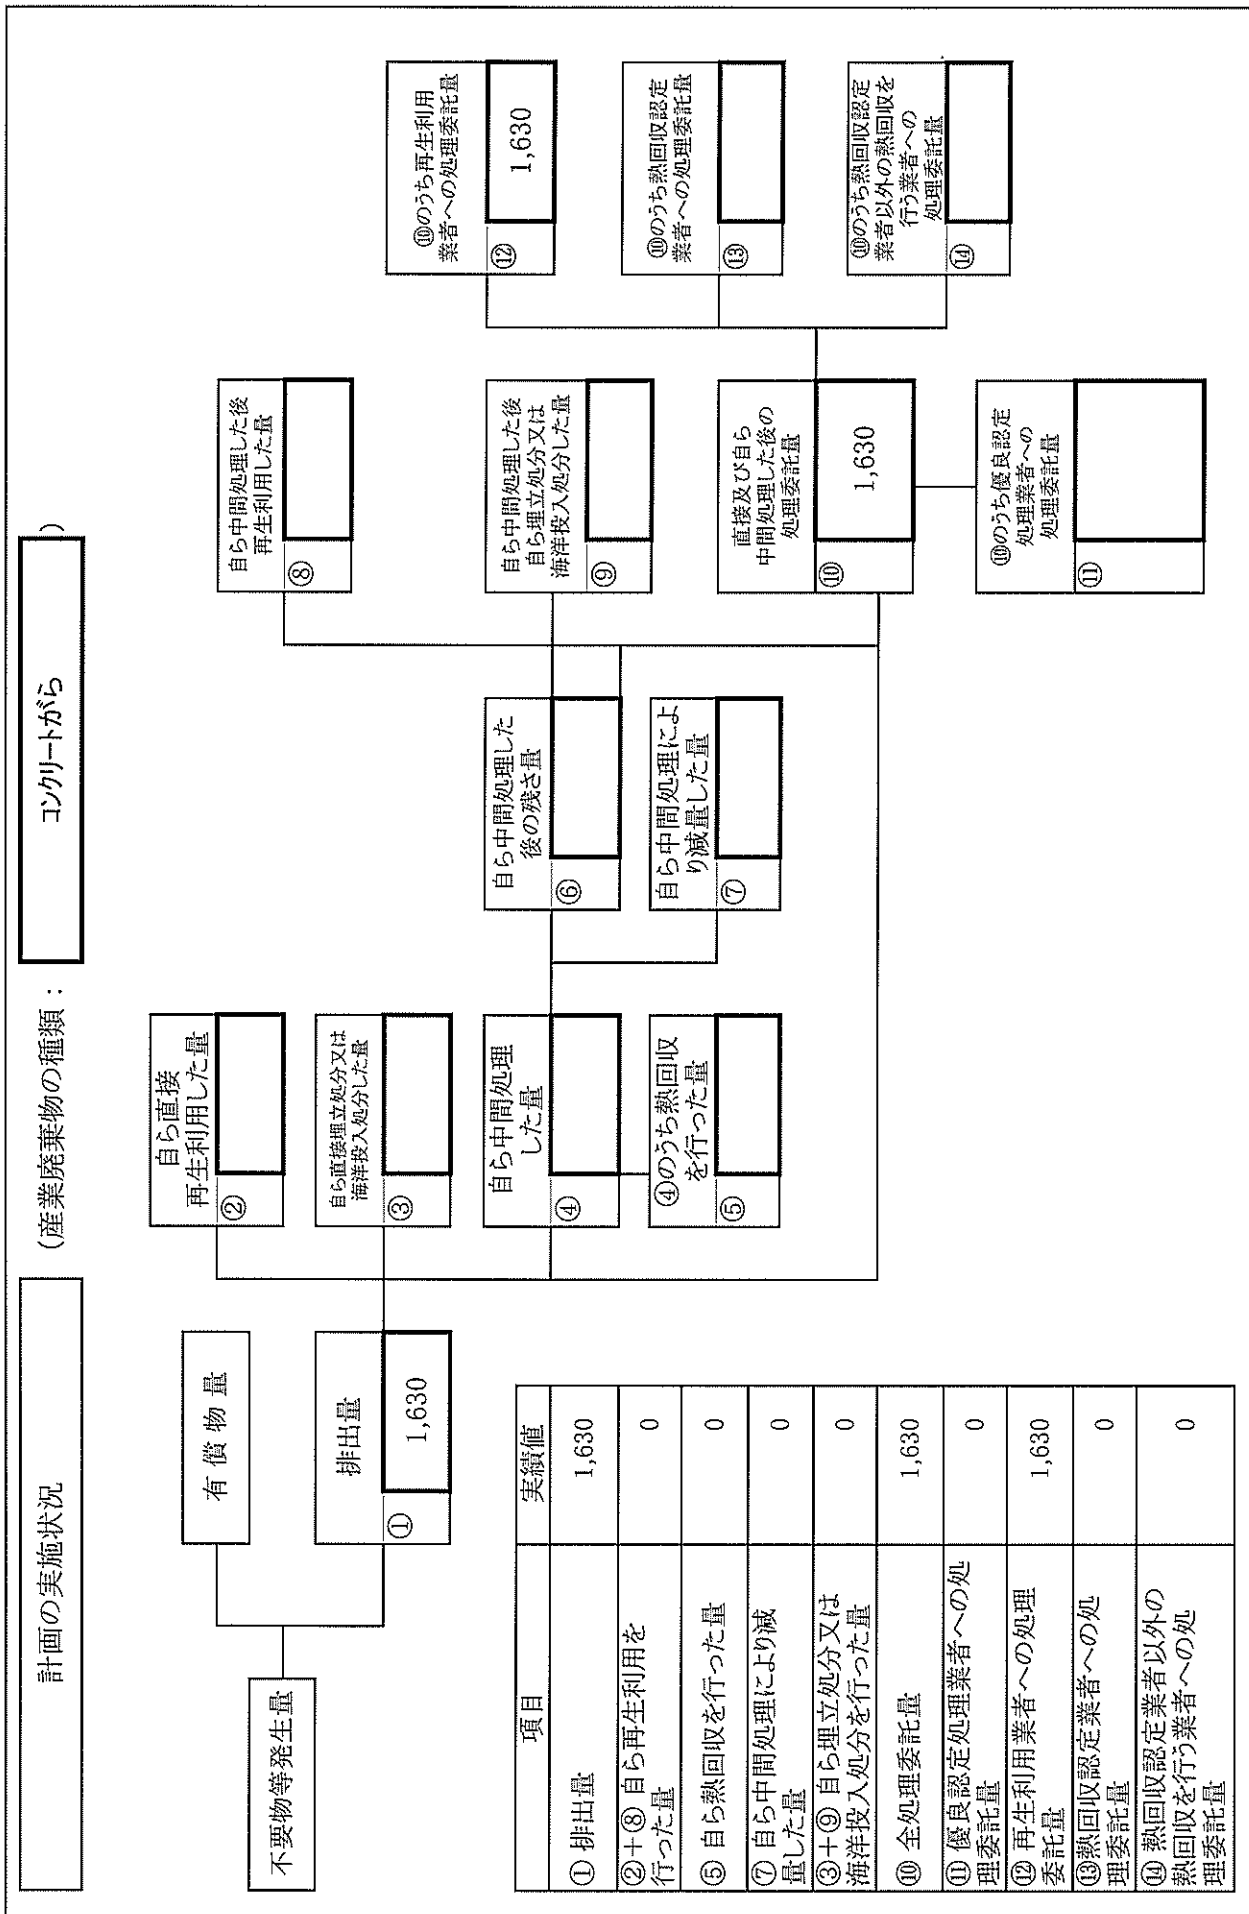 計画の実施状況
(産業廃棄物の種類：
コンクリートがら
)
不要物等発生量
有 償 物 量
排出量
①
1,630
自ら直接
再生利用した量
②
自ら直接埋立処分又は
海洋投入処分した量
③
自ら中間処理
した量
④
④のうち熱回収
を行った量
⑤
自ら中間処理した
後の残さ量
⑥
自ら中間処理によ
り減量した量
⑦
自ら中間処理した後
再生利用した量
⑧
自ら中間処理した後
自ら埋立処分又は
海洋投入処分した量
⑨
直接及び自ら
中間処理した後の
処理委託量
⑩
1,630
⑩のうち優良認定
処理業者への
処理委託量
⑪
⑩のうち再生利用
業者への処理委託量
⑫
1,630
⑩のうち熱回収認定
業者への処理委託量
⑬
⑩のうち熱回収認定
業者以外の熱回収を
行う業者への
処理委託量
⑭
項目
実績値
① 排出量
1,630
②＋⑧ 自ら再生利用を
行った量
0
⑤ 自ら熱回収を行った量
0
⑦ 自ら中間処理により減
量した量
0
③＋⑨ 自ら埋立処分又は
海洋投入処分を行った量
0
⑩ 全処理委託量
1,630
⑪ 優良認定処理業者への処
理委託量
0
⑫ 再生利用業者への処理
委託量
1,630
⑬熱回収認定業者への処
理委託量
0
⑭ 熱回収認定業者以外の
熱回収を行う業者への処
理委託量
0